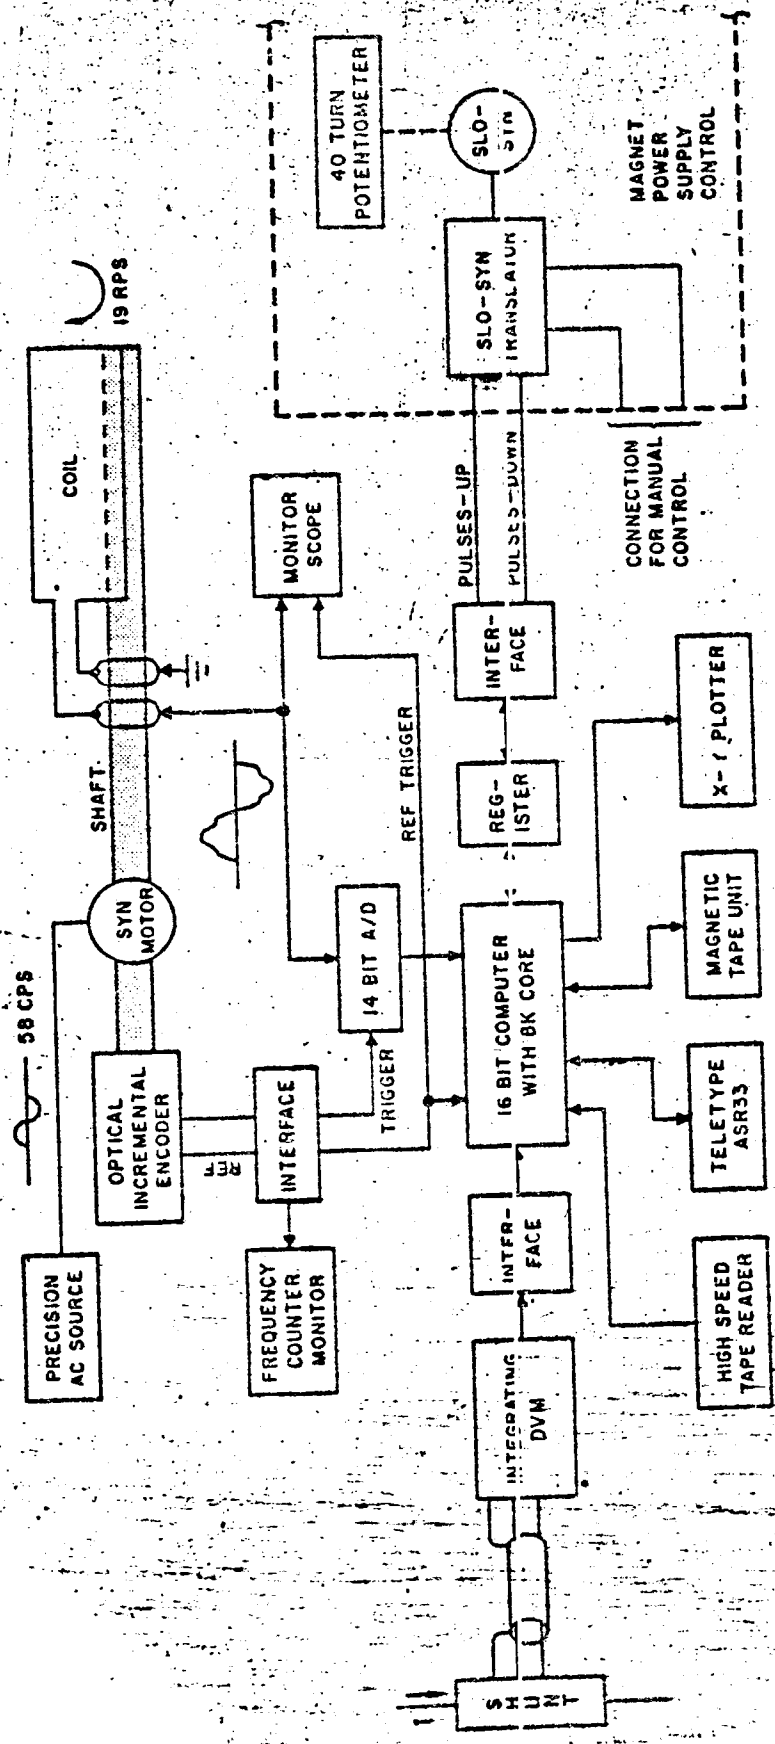 58 CPS
PRECISION
AC SOURCE
OPTICAL
INCREMENTAL
ENCODER
SYN
MOTOR
SHAFT
COIL
19 RPS
REF
FREQUENCY
COUNTER
MONITOR
INTERFACE
TRIGGER
14 BIT A/D
REF TRIGGER
MONITOR
SCOPE
40 TURN
POTENTIOMETER
SHUNT
INTEGRATING
DVM
INTER-
FACE
16 BIT COMPUTER
WITH 8K CORE
REG-
ISTER
INTER-
FACE
PULSES-UP
PULSES-DOWN
SLO-SYN
TRANSLATOR
SLO-
SYN
CONNECTION
FOR MANUAL
CONTROL
MAGNET
POWER
SUPPLY
CONTROL
HIGH SPEED
TAPE READER
TELETYPE
ASR33
MAGNETIC
TAPE UNIT
X-Y PLOTTER